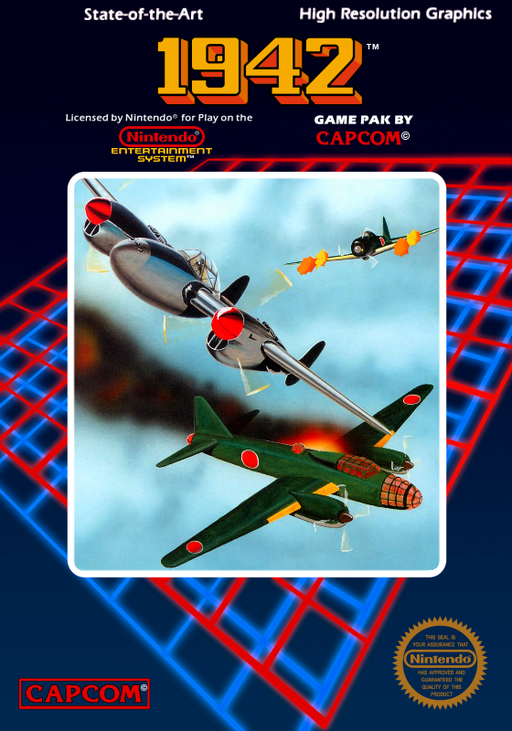 State-of-the-Art
High Resolution Graphics
1942™
Licensed by Nintendo® for Play on the
Nintendo®
ENTERTAINMENT
SYSTEM™
GAME PAK BY
CAPCOM©
CAPCOM©
THIS SEAL IS
YOUR ASSURANCE THAT
Nintendo
HAS APPROVED AND
GUARANTEED THE
QUALITY OF THIS
PRODUCT